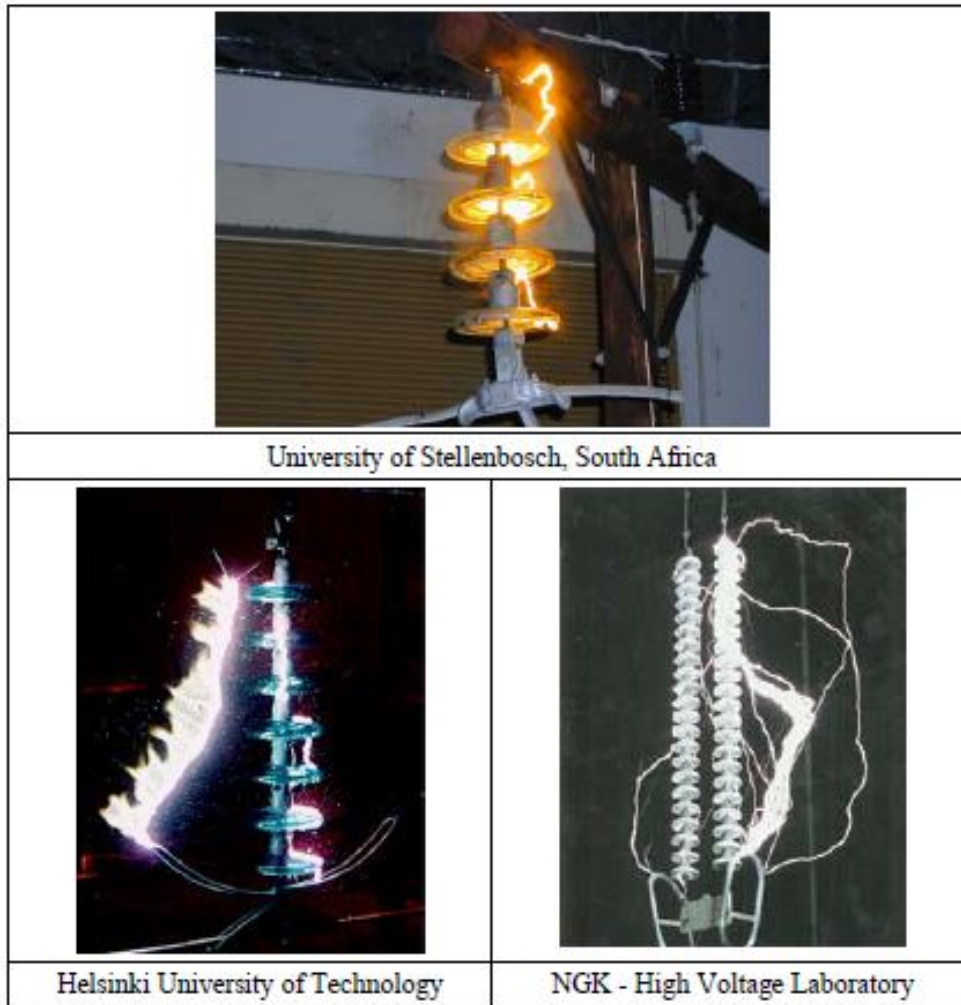 University of Stellenbosch, South Africa
Helsinki University of Technology
NGK - High Voltage Laboratory